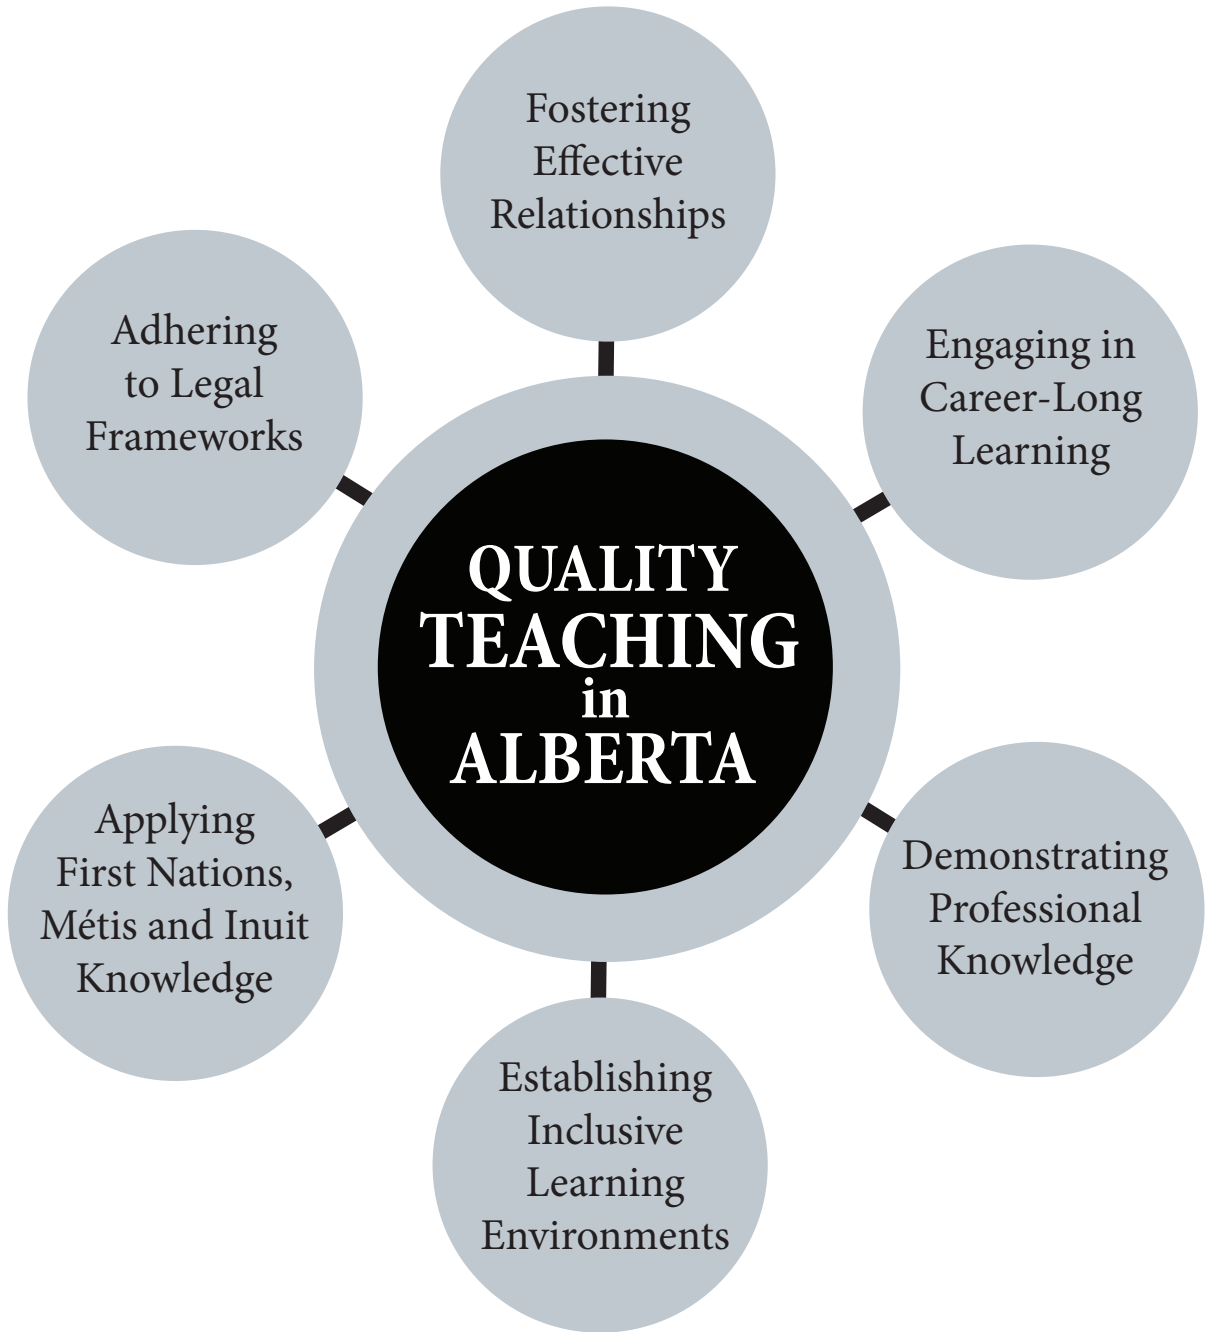 Fostering
Effective
Relationships
Adhering
to Legal
Frameworks
Engaging in
Career-Long
Learning
QUALITY
TEACHING
in
ALBERTA
Applying
First Nations,
Métis and Inuit
Knowledge
Demonstrating
Professional
Knowledge
Establishing
Inclusive
Learning
Environments